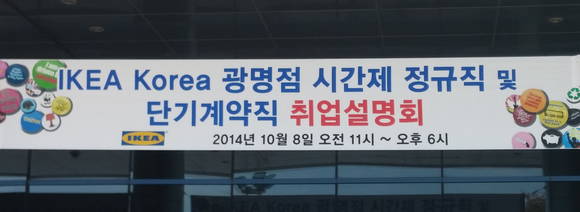 IKEA Korea 광명점 시간제 정규직 및
단기계약직 취업설명회
IKEA
2014년 10월 8일 오전 11시 ~ 오후 6시